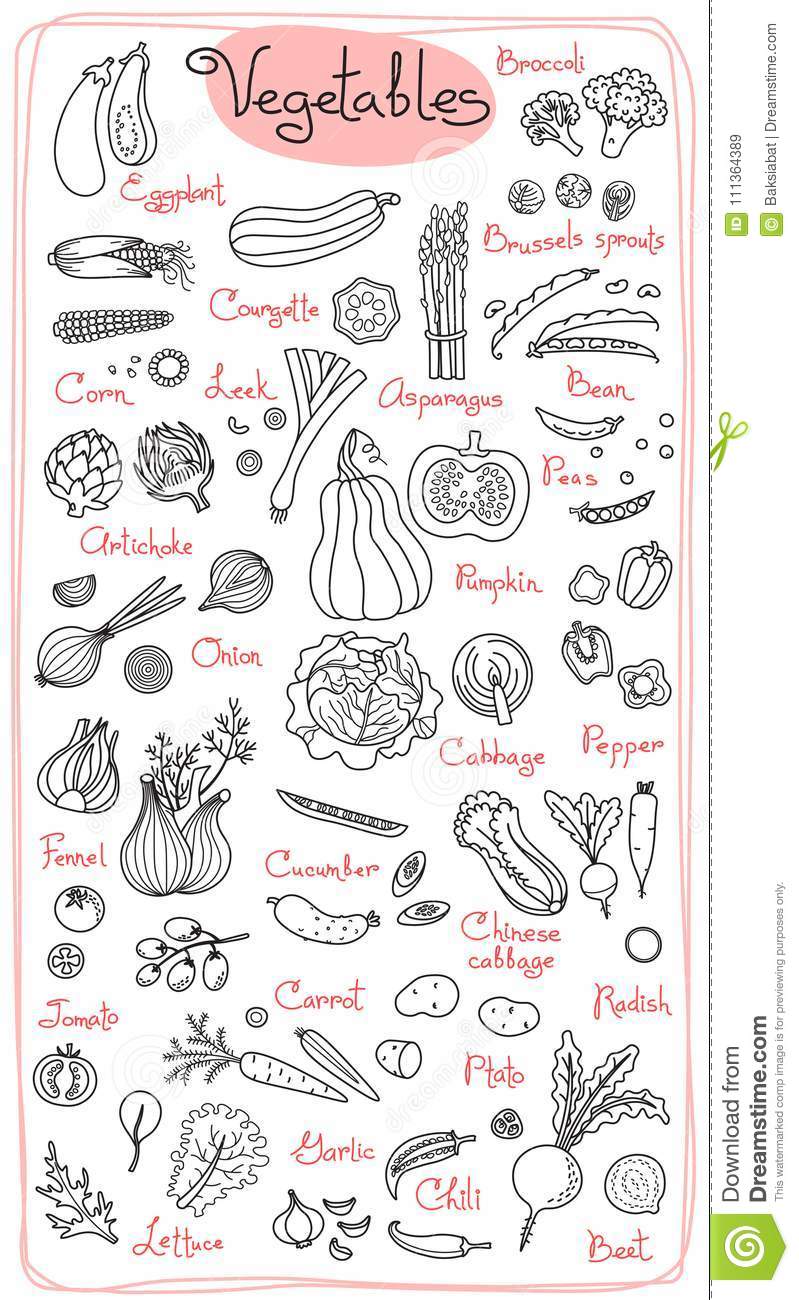 Vegetables
Broccoli
Eggplant
Brussels sprouts
Courgette
Corn
Leek
Asparagus
Bean
Peas
Artichoke
Pumpkin
Onion
Cabbage
Pepper
Fennel
Cucumber
Chinese
cabbage
Tomato
Carrot
Radish
Ptato
Garlic
Chili
Lettuce
Beet
ID 111364389
© Baksiabat | Dreamstime.com
Download from
Dreamstime.com
This watermarked comp image is for previewing purposes only.